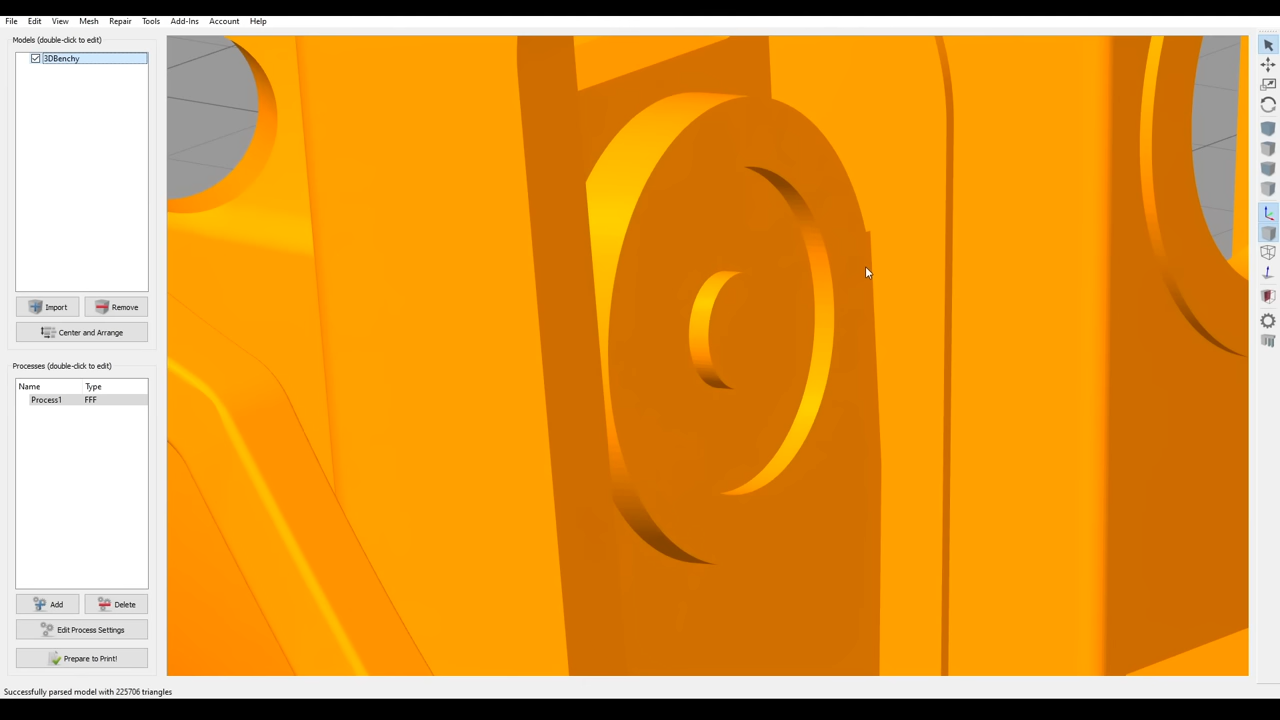 File Edit View Mesh Repair Tools Add-Ins Account Help
Models (double-click to edit)
3DBenchy
Import Remove
Center and Arrange
Processes (double-click to edit)
Name Type
Process1 FFF
Add Delete
Edit Process Settings
Prepare to Print!
Successfully parsed model with 225706 triangles